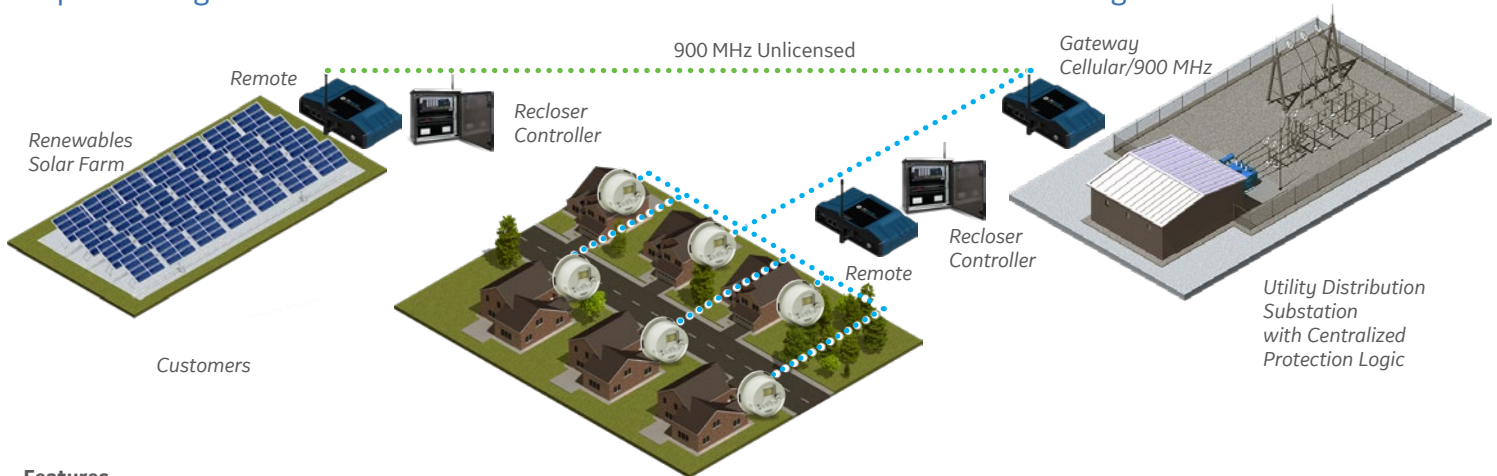 900 MHz Unlicensed
Gateway
Cellular/900 MHz
Remote
Recloser
Controller
Renewables
Solar Farm
Recloser
Controller
Remote
Utility Distribution
Substation
with Centralized
Protection Logic
Customers